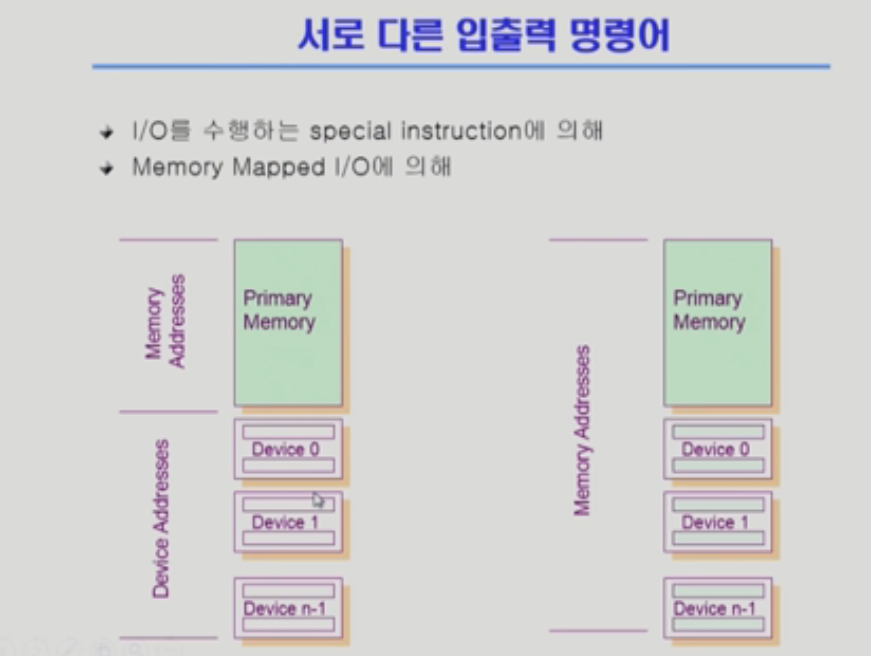 서로 다른 입출력 명령어
I/O를 수행하는 special instruction에 의해
Memory Mapped I/O에 의해
Memory
Addresses
Primary
Memory
Device Addresses
Device 0
Device 1
Device n-1
Memory Addresses
Primary
Memory
Device 0
Device 1
Device n-1